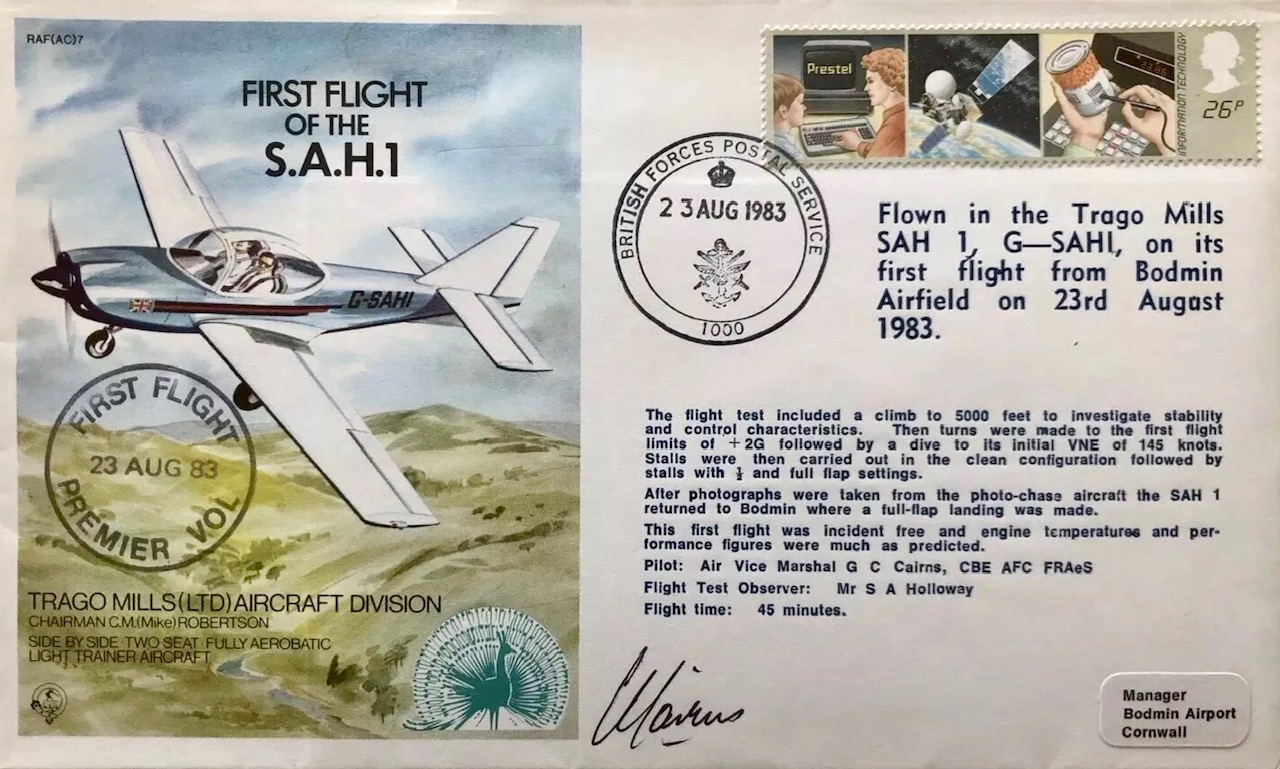 RAF(AC)7
FIRST FLIGHT
OF THE
S.A.H.1
G-SAHI
FIRST FLIGHT
23 AUG 83
PREMIER VOL
TRAGO MILLS (LTD) AIRCRAFT DIVISION
CHAIRMAN C.M.(Mike) ROBERTSON
SIDE BY SIDE · TWO SEAT · FULLY AEROBATIC
LIGHT TRAINER AIRCRAFT
Prestel
INFORMATION TECHNOLOGY
26P
BRITISH FORCES POSTAL SERVICE
23 AUG 1983
1000
Flown in the Trago Mills
SAH 1, G—SAHI, on its
first flight from Bodmin
Airfield on 23rd August
1983.
The flight test included a climb to 5000 feet to investigate stability
and control characteristics. Then turns were made to the first flight
limits of +2G followed by a dive to its initial VNE of 145 knots.
Stalls were then carried out in the clean configuration followed by
stalls with ½ and full flap settings.
After photographs were taken from the photo-chase aircraft the SAH 1
returned to Bodmin where a full-flap landing was made.
This first flight was incident free and engine temperatures and per-
formance figures were much as predicted.
Pilot: Air Vice Marshal G C Cairns, CBE AFC FRAeS
Flight Test Observer: Mr S A Holloway
Flight time: 45 minutes.
Manager
Bodmin Airport
Cornwall